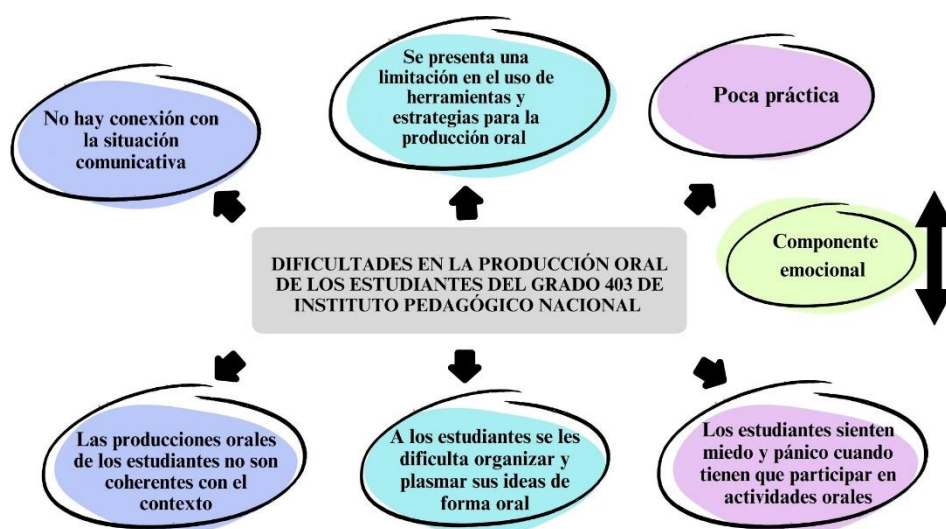 No hay conexión con
la situación
comunicativa
Se presenta una
limitación en el uso de
herramientas y
estrategias para la
producción oral
Poca práctica
Componente
emocional
DIFICULTADES EN LA PRODUCCIÓN ORAL
DE LOS ESTUDIANTES DEL GRADO 403 DE
INSTITUTO PEDAGÓGICO NACIONAL
Las producciones orales
de los estudiantes no son
coherentes con el
contexto
A los estudiantes se les
dificulta organizar y
plasmar sus ideas de
forma oral
Los estudiantes sienten
miedo y pánico cuando
tienen que participar en
actividades orales